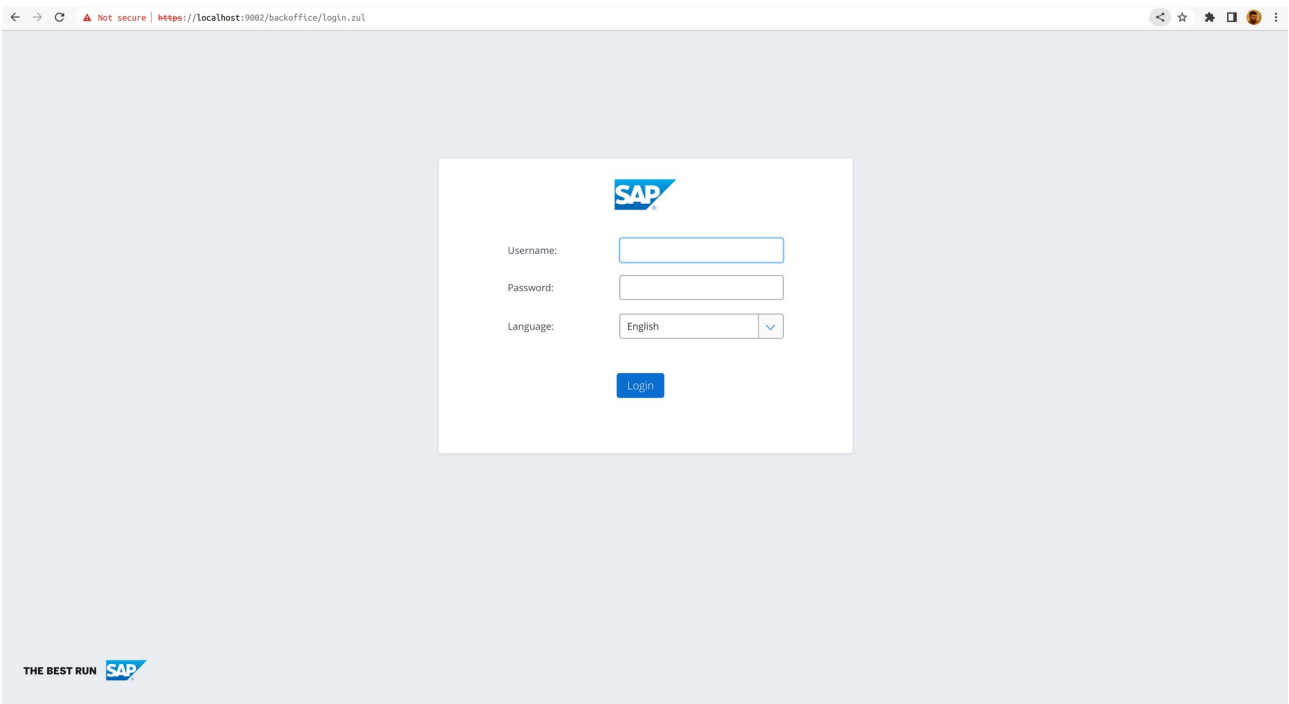 Not secure https://localhost:9002/backoffice/login.zul
SAP
Username:
Password:
Language: English
Login
THE BEST RUN SAP